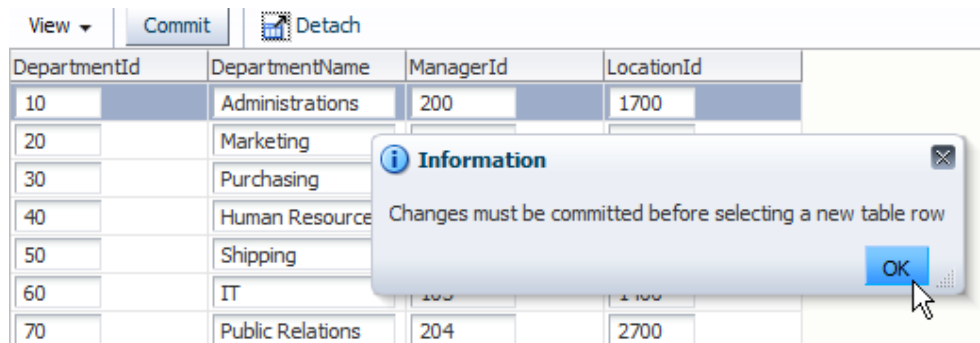 View Commit Detach
DepartmentId DepartmentName ManagerId LocationId
10 Administrations 200 1700
20 Marketing
30 Purchasing
40 Human Resource
50 Shipping
60 IT
70 Public Relations 204 2700
Information
Changes must be committed before selecting a new table row
OK